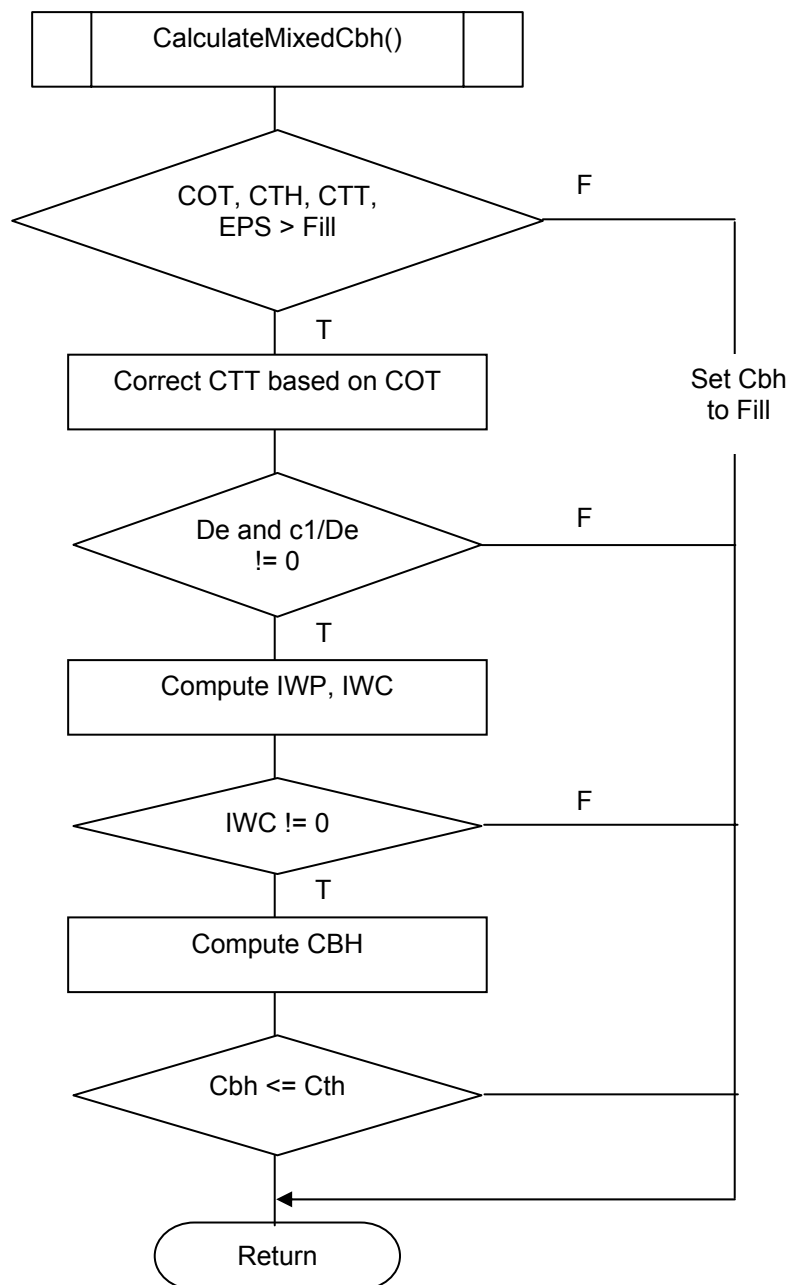 CalculateMixedCbh()
COT, CTH, CTT,
EPS > Fill
F
T
Correct CTT based on COT
Set Cbh
to Fill
De and c1/De
!= 0
F
T
Compute IWP, IWC
IWC != 0
F
T
Compute CBH
Cbh <= Cth
Return